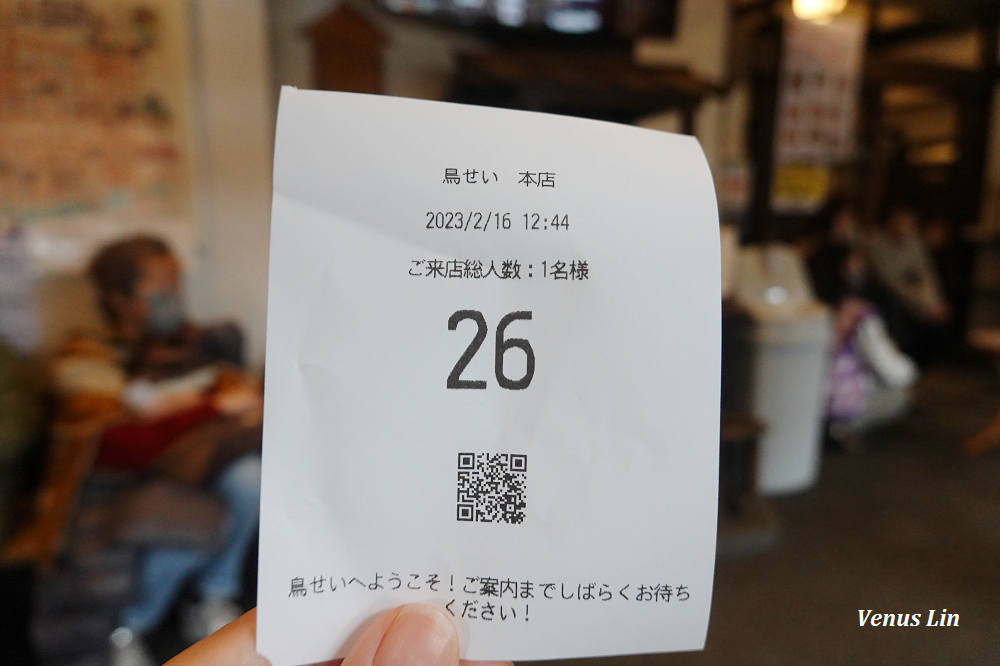 鳥せい 本店
2023/2/16 12:44
ご来店総人数：1名様
26
鳥せいへようこそ！ご案内までしばらくお待ち
ください！
Venus Lin